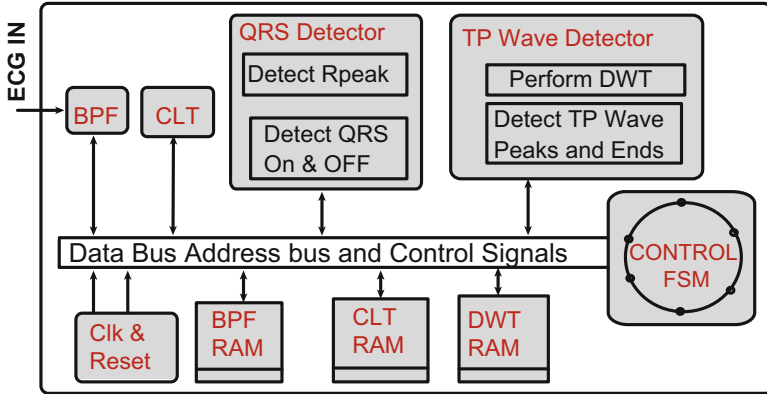 ECG IN
BPF
CLT
QRS Detector
Detect Rpeak
Detect QRS
On & OFF
TP Wave Detector
Perform DWT
Detect TP Wave
Peaks and Ends
Data Bus Address bus and Control Signals
CONTROL
FSM
Clk &
Reset
BPF
RAM
CLT
RAM
DWT
RAM